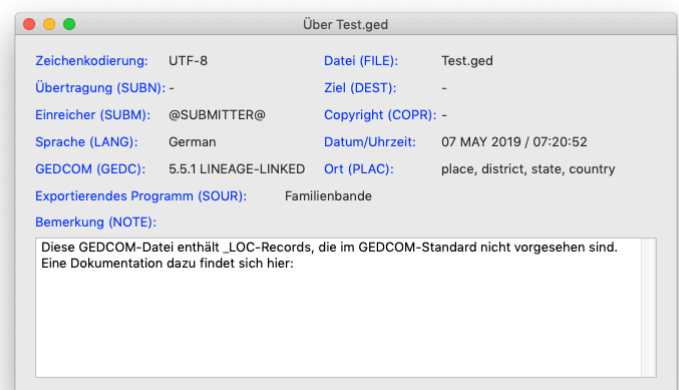 Über Test.ged
Zeichenkodierung: UTF-8 Datei (FILE): Test.ged
Übertragung (SUBN): - Ziel (DEST): -
Einreicher (SUBM): @SUBMITTER@ Copyright (COPR): -
Sprache (LANG): German Datum/Uhrzeit: 07 MAY 2019 / 07:20:52
GEDCOM (GEDC): 5.5.1 LINEAGE-LINKED Ort (PLAC): place, district, state, country
Exportierendes Programm (SOUR): Familienbande
Bemerkung (NOTE):
Diese GEDCOM-Datei enthält _LOC-Records, die im GEDCOM-Standard nicht vorgesehen sind.
Eine Dokumentation dazu findet sich hier: